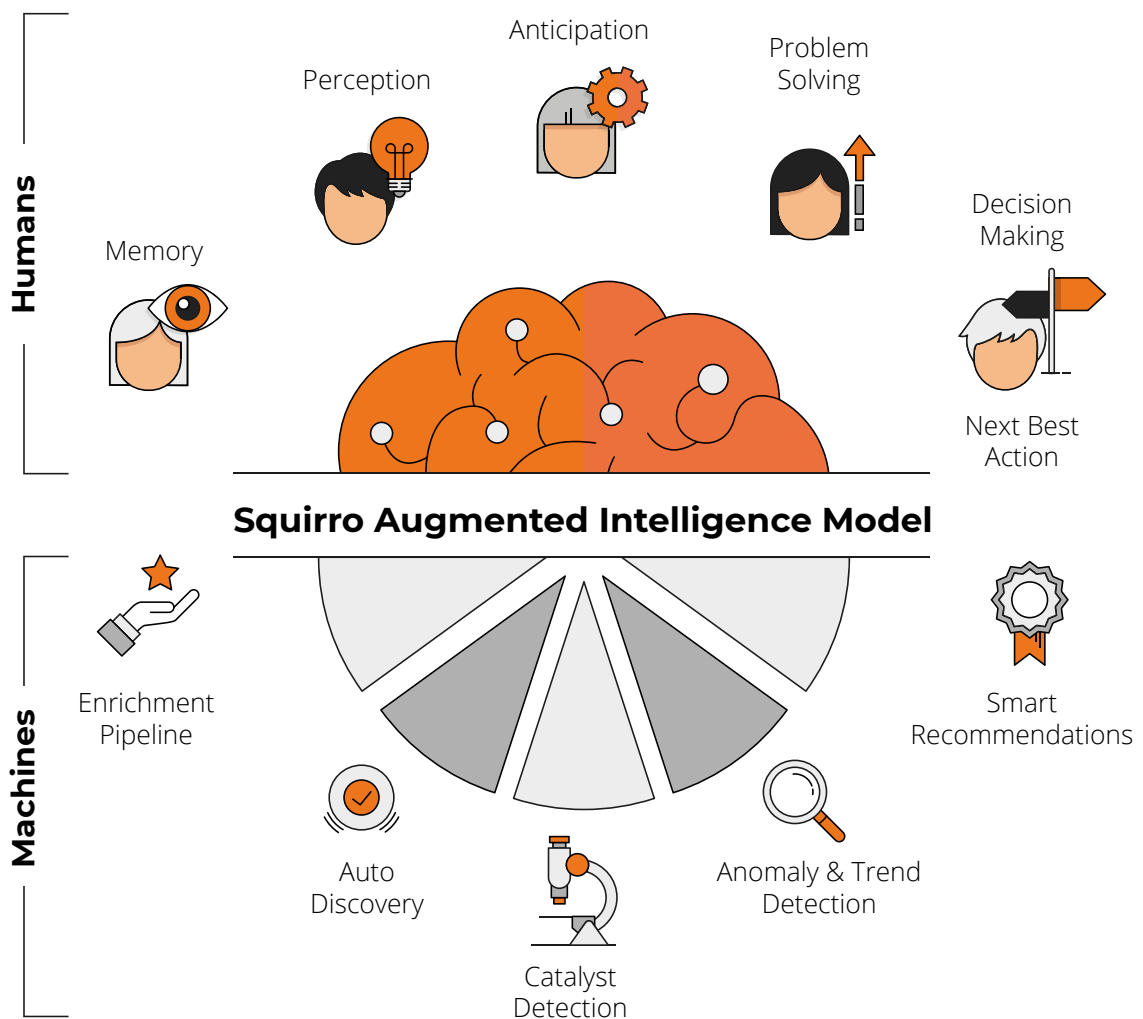 Humans
Memory
Perception
Anticipation
Problem
Solving
Decision
Making
Next Best
Action
Squirro Augmented Intelligence Model
Machines
Enrichment
Pipeline
Auto
Discovery
Catalyst
Detection
Anomaly & Trend
Detection
Smart
Recommendations